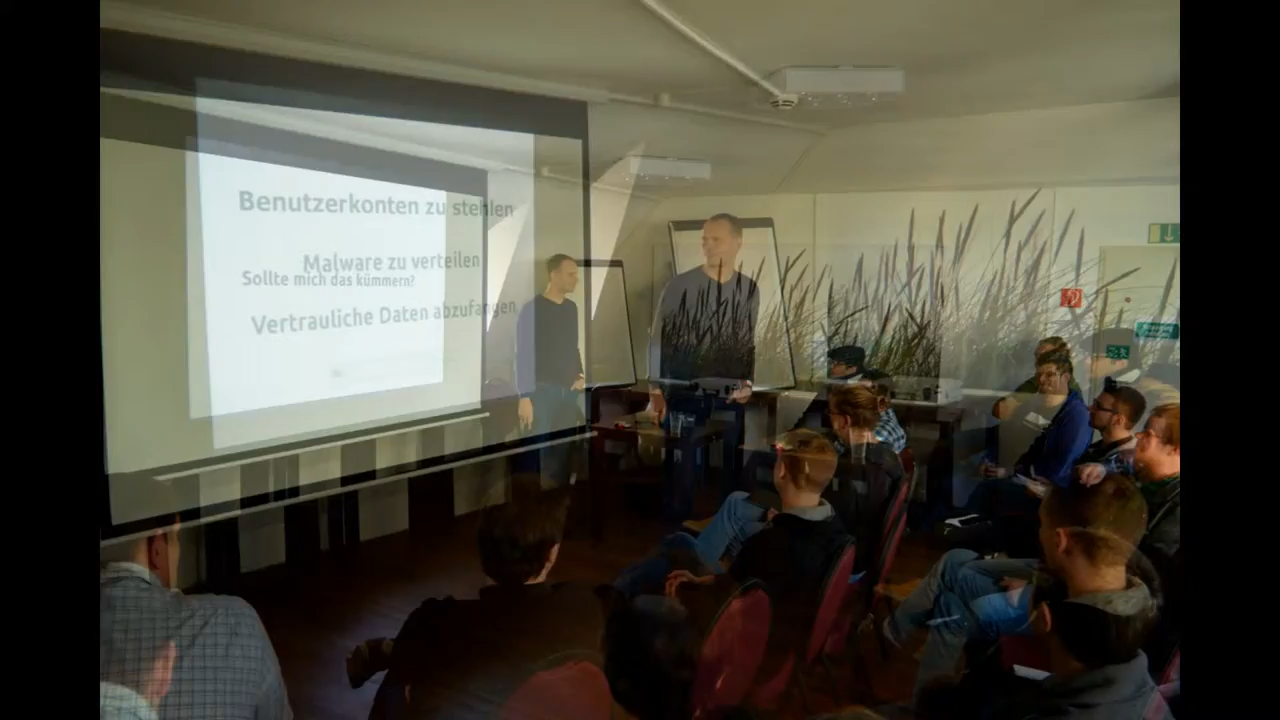 Benutzerkonten zu stehlen
Malware zu verteilen
Sollte mich das kümmern?
Vertrauliche Daten abzufangen